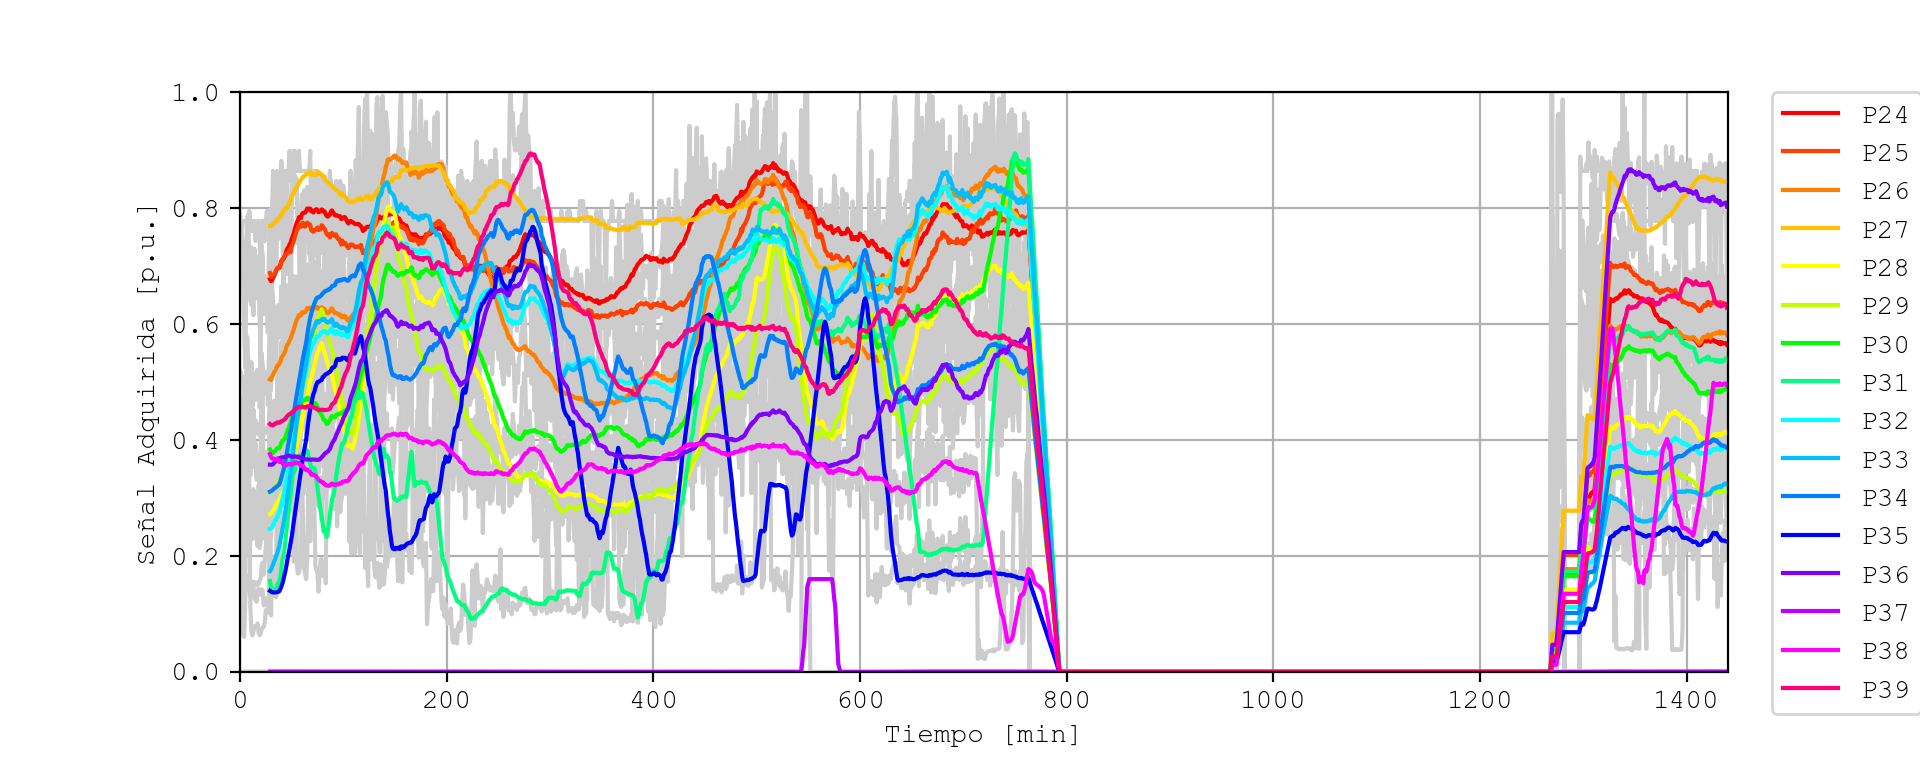 1.0
0.8
0.6
0.4
0.2
0.0
Señal Adquirida [p.u.]
0 200 400 600 800 1000 1200 1400
Tiempo [min]
P24
P25
P26
P27
P28
P29
P30
P31
P32
P33
P34
P35
P36
P37
P38
P39